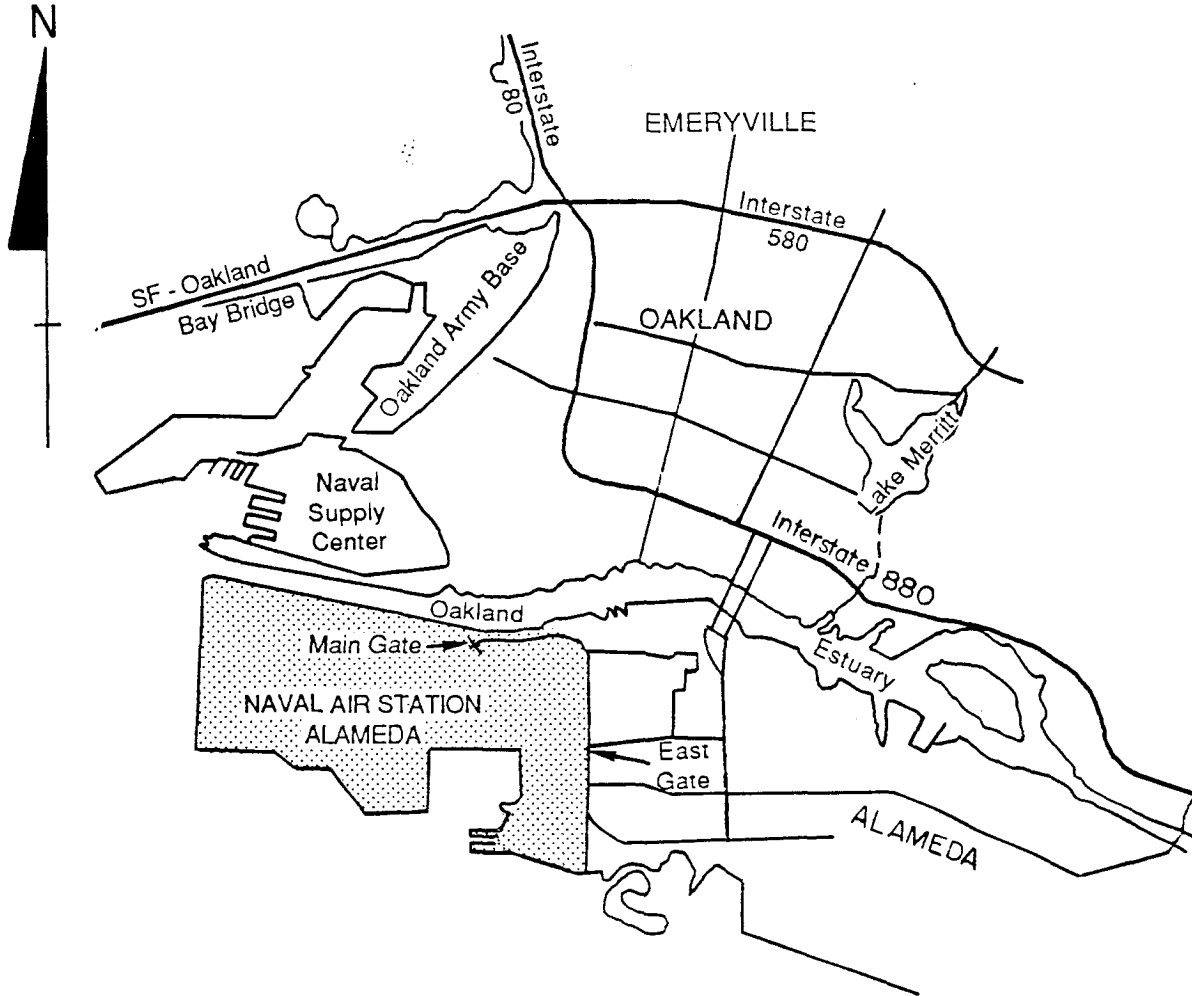 N
Interstate
80
EMERYVILLE
Interstate
580
SF - Oakland
Bay Bridge
Oakland Army Base
OAKLAND
Lake Merritt
Naval
Supply
Center
Interstate 880
Oakland
Main Gate
Estuary
NAVAL AIR STATION
ALAMEDA
East
Gate
ALAMEDA